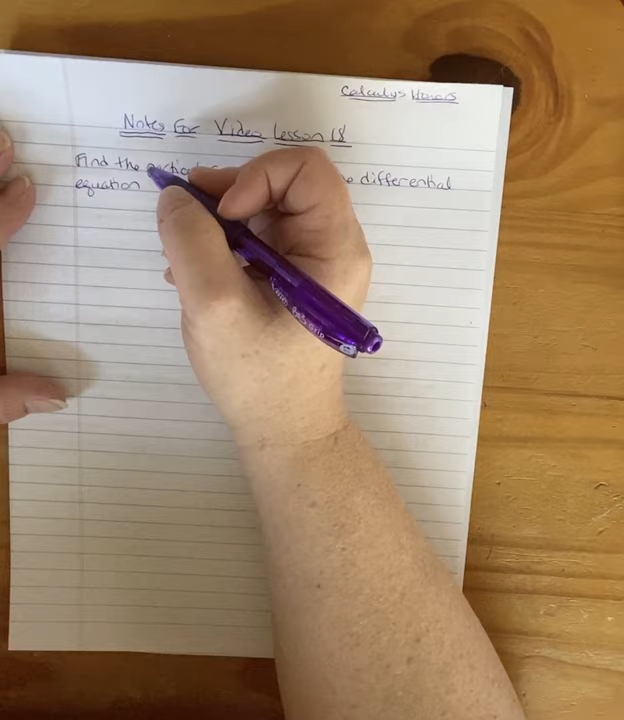 Calculus Honors
Notes For Video Lesson 18
Find the
equation differential